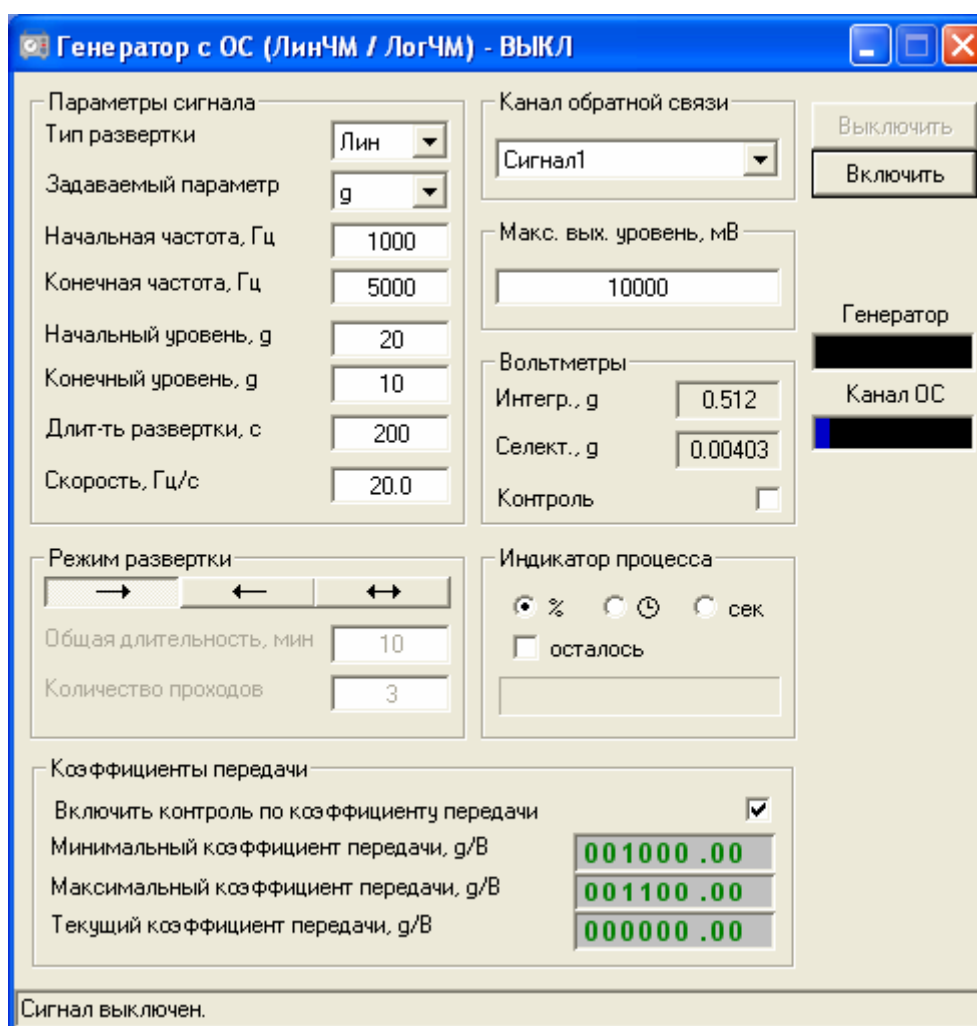 Генератор с ОС (ЛинЧМ / ЛогЧМ) - ВЫКЛ
Параметры сигнала
Тип развертки
Лин
Задаваемый параметр
g
Начальная частота, Гц
1000
Конечная частота, Гц
5000
Начальный уровень, g
20
Конечный уровень, g
10
Длит-ть развертки, с
200
Скорость, Гц/с
20.0
Канал обратной связи
Сигнал1
Макс. вых. уровень, мВ
10000
Вольтметры
Интегр., g
0.512
Селект., g
0.00403
Контроль
Выключить
Включить
Генератор
Канал ОС
Режим развертки
Общая длительность, мин
10
Количество проходов
3
Индикатор процесса
%
сек
осталось
Коэффициенты передачи
Включить контроль по коэффициенту передачи
Минимальный коэффициент передачи, g/В
001000 .00
Максимальный коэффициент передачи, g/В
001100 .00
Текущий коэффициент передачи, g/В
000000 .00
Сигнал выключен.